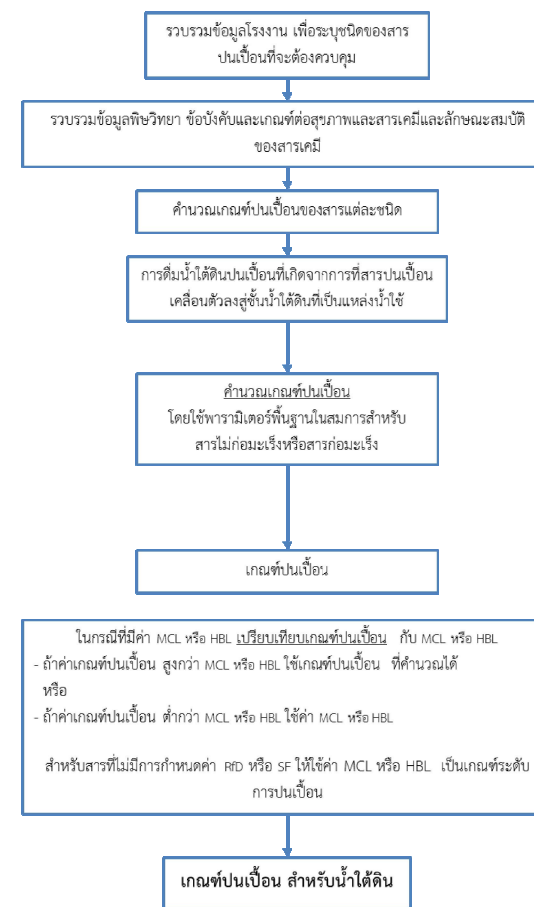 รวบรวมข้อมูลโรงงาน เพื่อระบุชนิดของสาร
ปนเปื้อนที่จะต้องควบคุม
รวบรวมข้อมูลพิษวิทยา ข้อบังคับและเกณฑ์ต่อสุขภาพและสารเคมีและลักษณะสมบัติ
ของสารเคมี
คำนวณเกณฑ์ปนเปื้อนของสารแต่ละชนิด
การดื่มน้ำใต้ดินปนเปื้อนที่เกิดจากการที่สารปนเปื้อน
เคลื่อนตัวลงสู่ชั้นน้ำใต้ดินที่เป็นแหล่งน้ำใช้
คำนวณเกณฑ์ปนเปื้อน
โดยใช้พารามิเตอร์พื้นฐานในสมการสำหรับ
สารไม่ก่อมะเร็งหรือสารก่อมะเร็ง
เกณฑ์ปนเปื้อน
ในกรณีที่มีค่า MCL หรือ HBL เปรียบเทียบเกณฑ์ปนเปื้อน กับ MCL หรือ HBL
- ถ้าค่าเกณฑ์ปนเปื้อน สูงกว่า MCL หรือ HBL ใช้เกณฑ์ปนเปื้อน ที่คำนวณได้
หรือ
- ถ้าค่าเกณฑ์ปนเปื้อน ต่ำกว่า MCL หรือ HBL ใช้ค่า MCL หรือ HBL
สำหรับสารที่ไม่มีการกำหนดค่า RfD หรือ SF ให้ใช้ค่า MCL หรือ HBL เป็นเกณฑ์ระดับ
การปนเปื้อน
เกณฑ์ปนเปื้อน สำหรับน้ำใต้ดิน